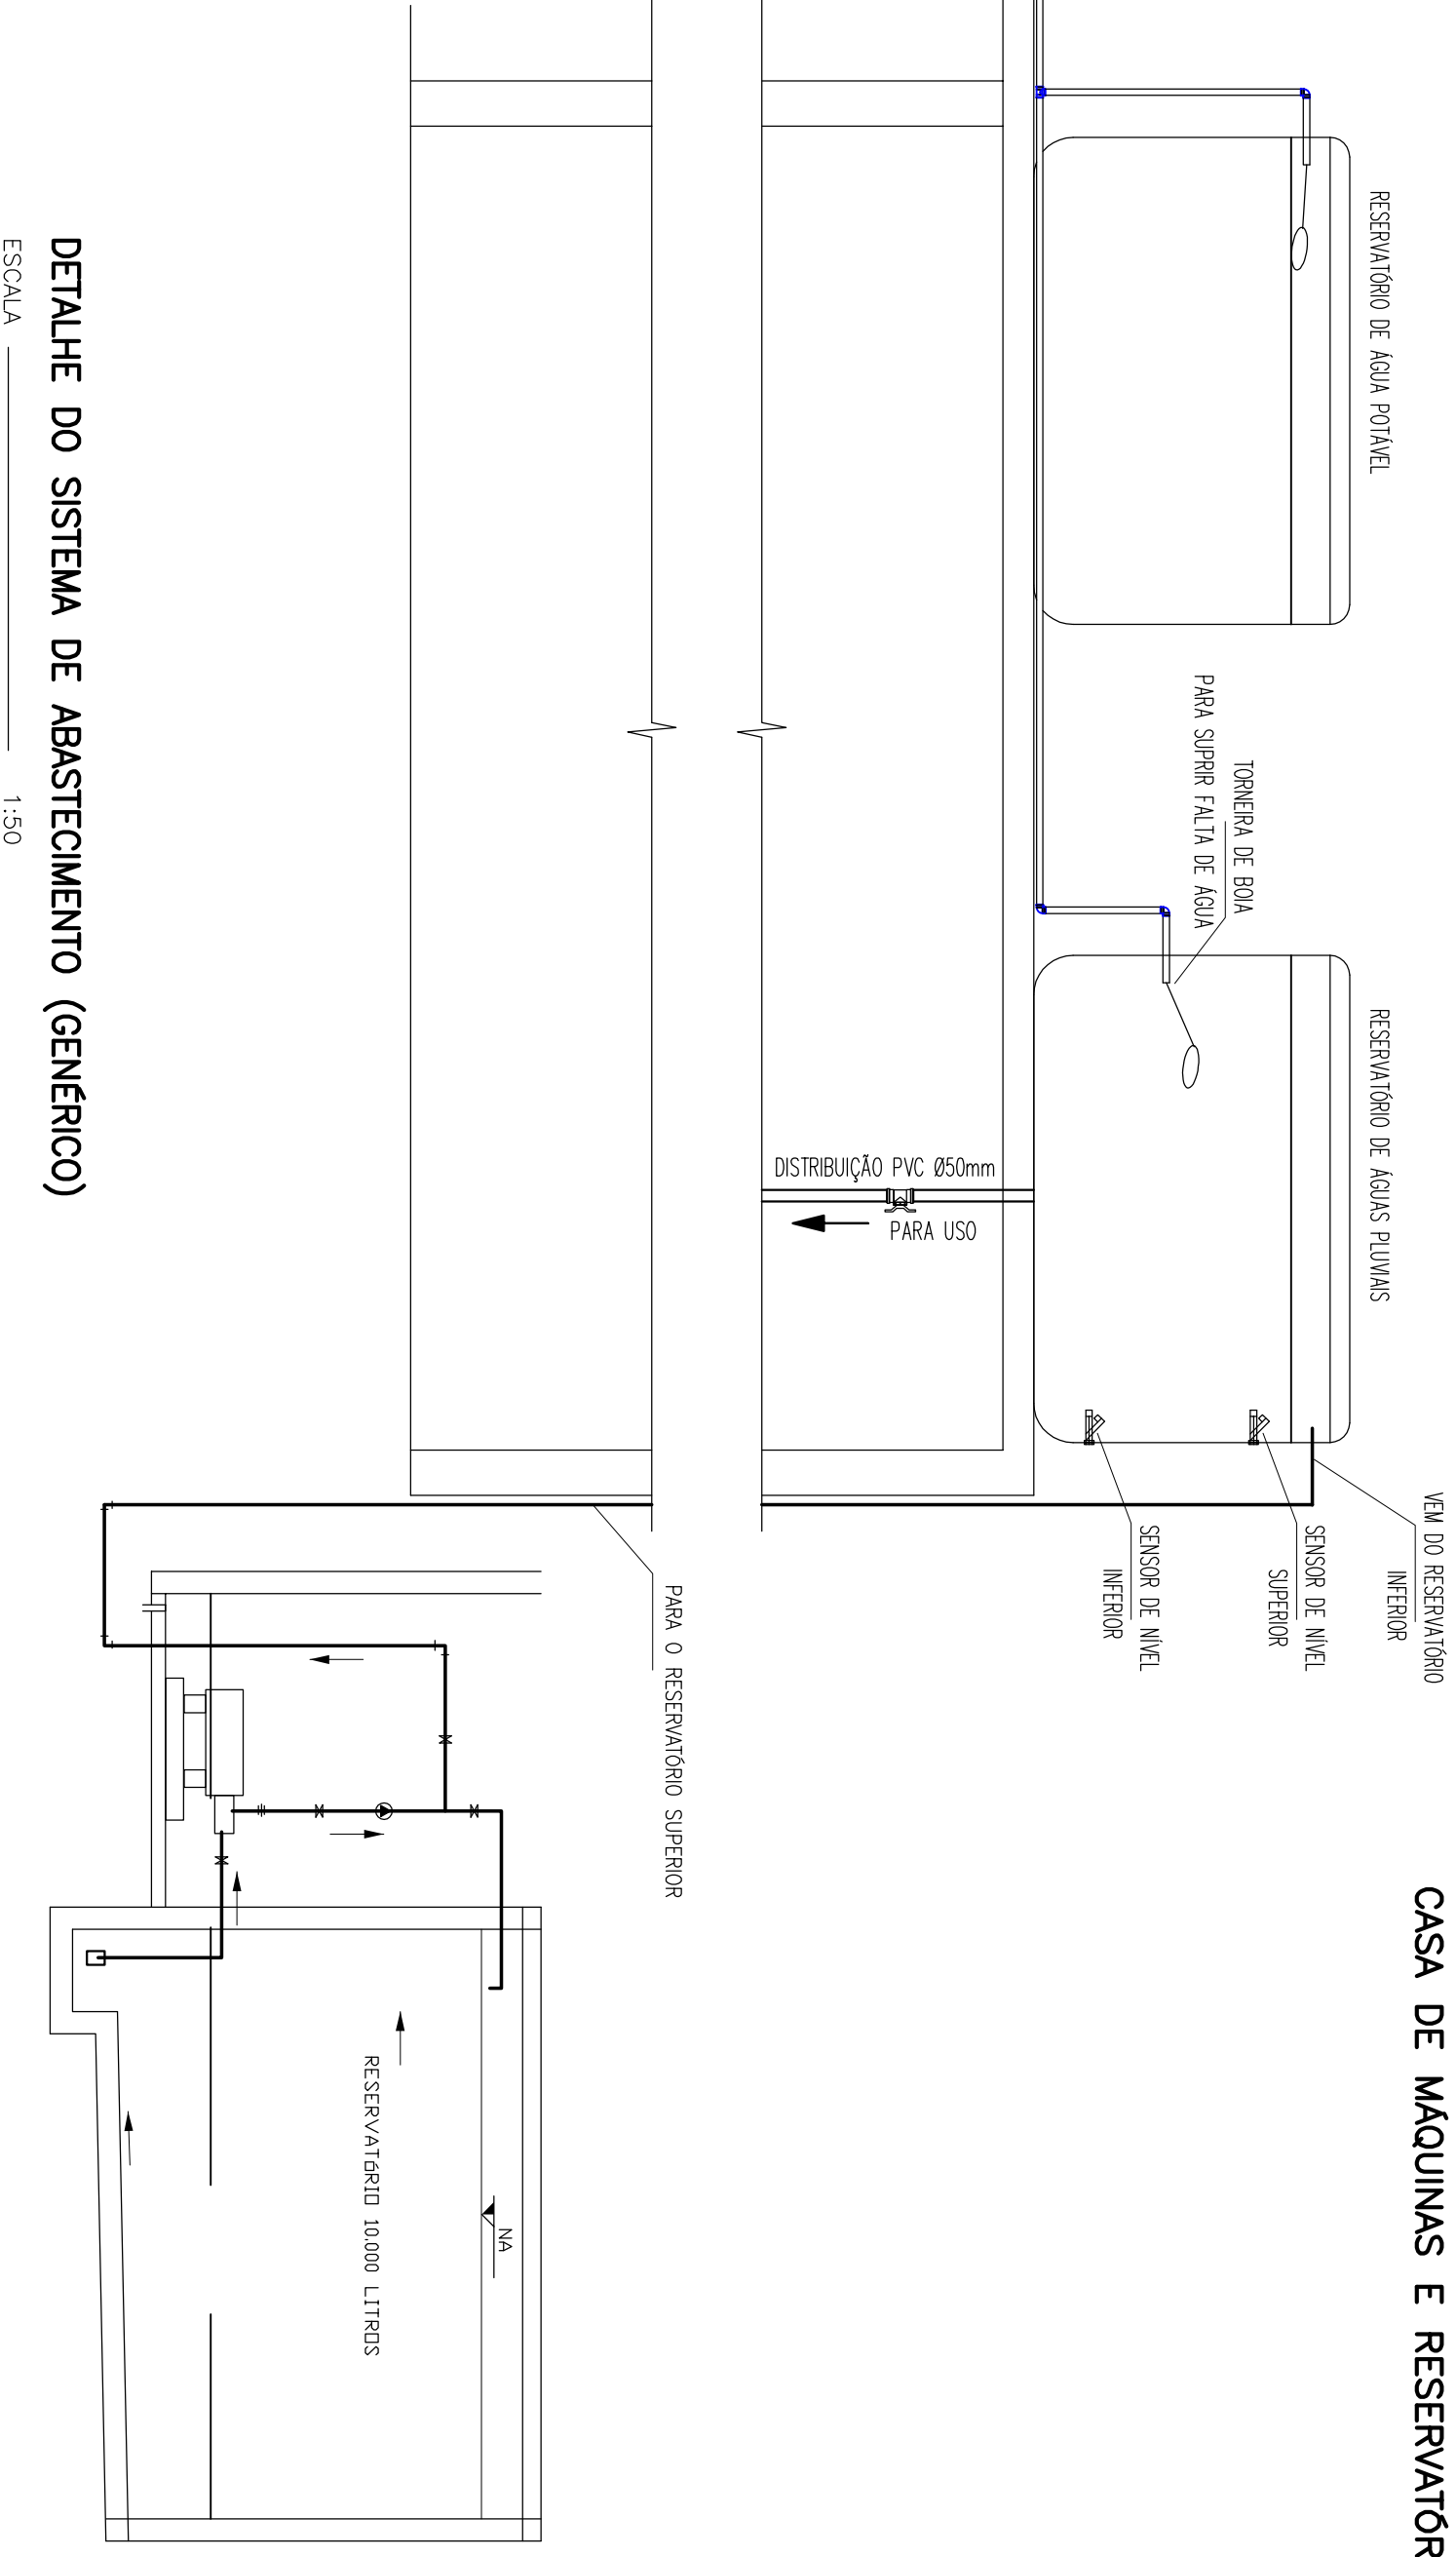 RESERVATÓRIO DE ÁGUA POTÁVEL
RESERVATÓRIO DE ÁGUAS PLUVIAIS
VEM DO RESERVATÓRIO
INFERIOR
SENSOR DE NÍVEL
SUPERIOR
SENSOR DE NÍVEL
INFERIOR
TORNEIRA DE BOIA
PARA SUPRIR FALTA DE ÁGUA
DISTRIBUIÇÃO PVC Ø50mm
PARA USO
PARA O RESERVATÓRIO SUPERIOR
NA
RESERVATÓRIO 10.000 LITROS
DETALHE DO SISTEMA DE ABASTECIMENTO (GENÉRICO)
ESCALA 1:50
CASA DE MÁQUINAS E RESERVATÓR